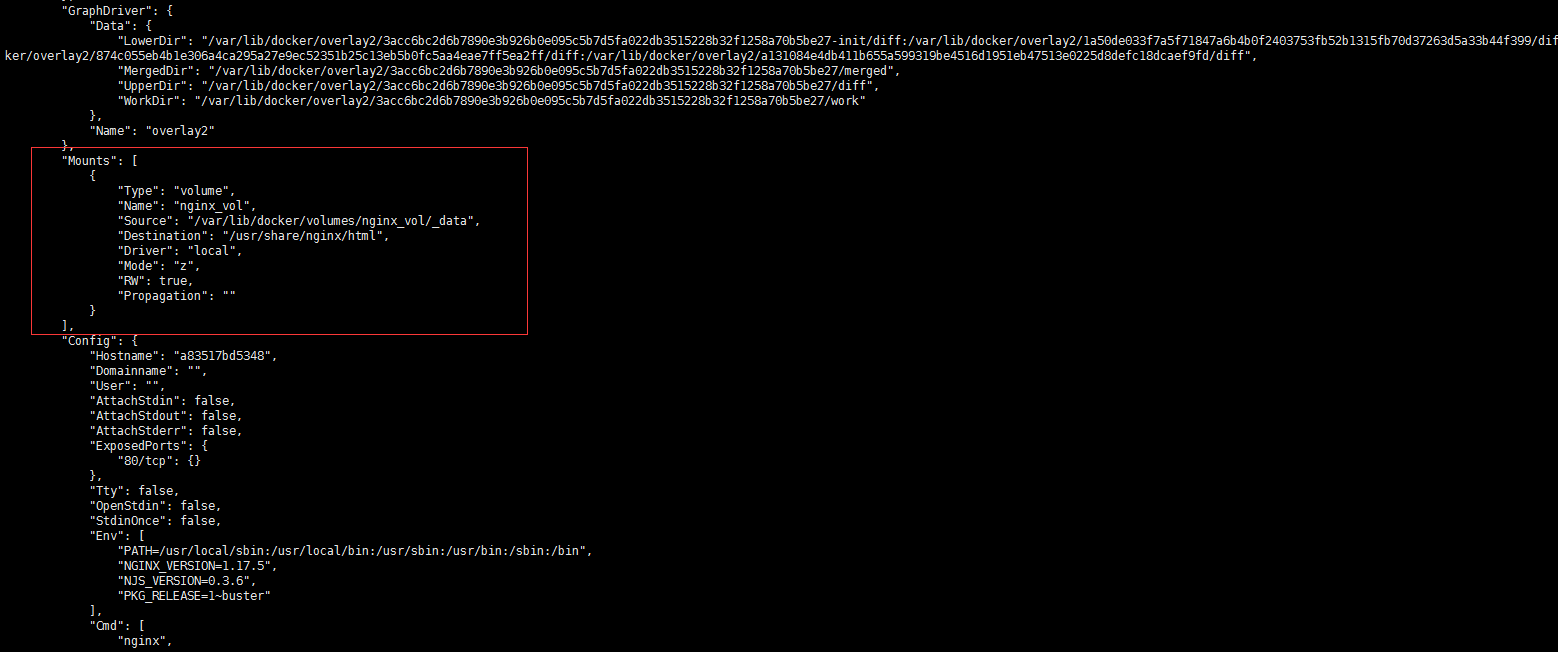 "GraphDriver": {
"Data": {
"LowerDir": "/var/lib/docker/overlay2/3acc6bc2d6b7890e3b926b0e095c5b7d5fa022db3515228b32f1258a70b5be27-init/diff:/var/lib/docker/overlay2/1a50de033f7a5f71847a6b4b0f2403753fb52b1315fb70d37263d5a33b44f399/dif
ker/overlay2/874c055eb4b1e306a4ca295a27e9ec52351b25c13eb5b0fc5aa4eae7ff5ea2ff/diff:/var/lib/docker/overlay2/a131084e4db411b655a599319be4516d1951eb47513e0225d8defc18dcaef9fd/diff",
"MergedDir": "/var/lib/docker/overlay2/3acc6bc2d6b7890e3b926b0e095c5b7d5fa022db3515228b32f1258a70b5be27/merged",
"UpperDir": "/var/lib/docker/overlay2/3acc6bc2d6b7890e3b926b0e095c5b7d5fa022db3515228b32f1258a70b5be27/diff",
"WorkDir": "/var/lib/docker/overlay2/3acc6bc2d6b7890e3b926b0e095c5b7d5fa022db3515228b32f1258a70b5be27/work"
},
"Name": "overlay2"
},
"Mounts": [
{
"Type": "volume",
"Name": "nginx_vol",
"Source": "/var/lib/docker/volumes/nginx_vol/_data",
"Destination": "/usr/share/nginx/html",
"Driver": "local",
"Mode": "z",
"RW": true,
"Propagation": ""
}
],
"Config": {
"Hostname": "a83517bd5348",
"Domainname": "",
"User": "",
"AttachStdin": false,
"AttachStdout": false,
"AttachStderr": false,
"ExposedPorts": {
"80/tcp": {}
},
"Tty": false,
"OpenStdin": false,
"StdinOnce": false,
"Env": [
"PATH=/usr/local/sbin:/usr/local/bin:/usr/sbin:/usr/bin:/sbin:/bin",
"NGINX_VERSION=1.17.5",
"NJS_VERSION=0.3.6",
"PKG_RELEASE=1~buster"
],
"Cmd": [
"nginx",